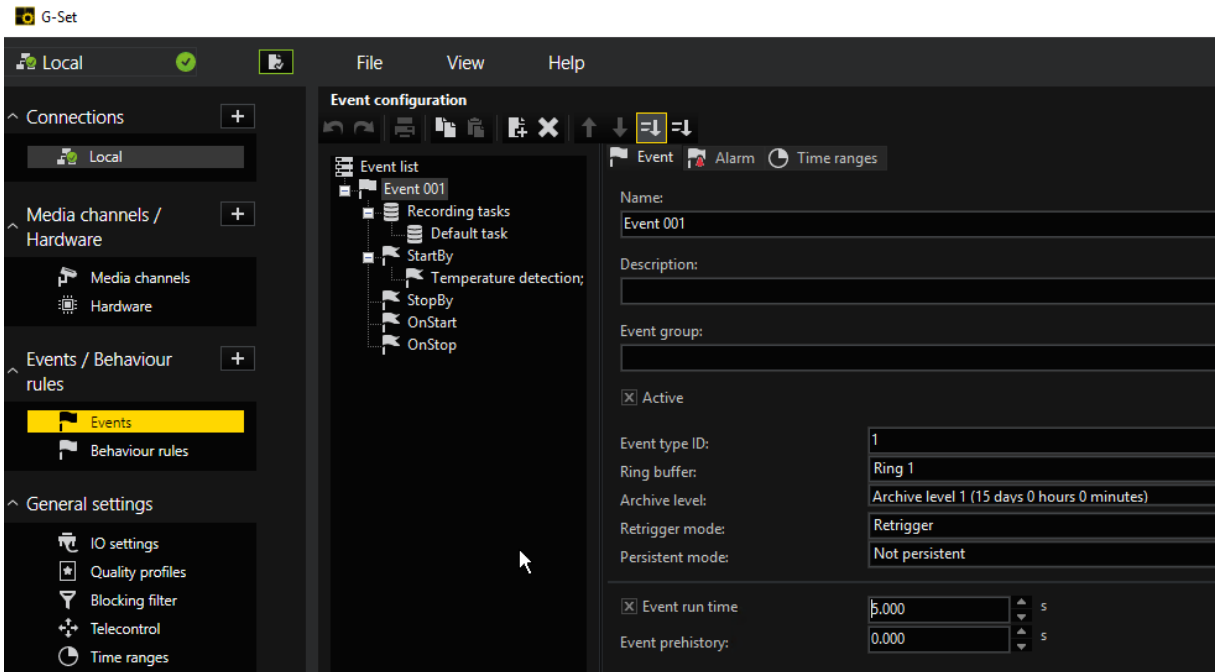 G-Set
Local
File View Help
Connections
Local
Media channels /
Hardware
Media channels
Hardware
Events / Behaviour
rules
Events
Behaviour rules
General settings
IO settings
Quality profiles
Blocking filter
Telecontrol
Time ranges
Event configuration
Event list
Event 001
Recording tasks
Default task
StartBy
Temperature detection;
StopBy
OnStart
OnStop
Event Alarm Time ranges
Name:
Event 001
Description:
Event group:
Active
Event type ID: 1
Ring buffer: Ring 1
Archive level: Archive level 1 (15 days 0 hours 0 minutes)
Retrigger mode: Retrigger
Persistent mode: Not persistent
Event run time 5.000 s
Event prehistory: 0.000 s